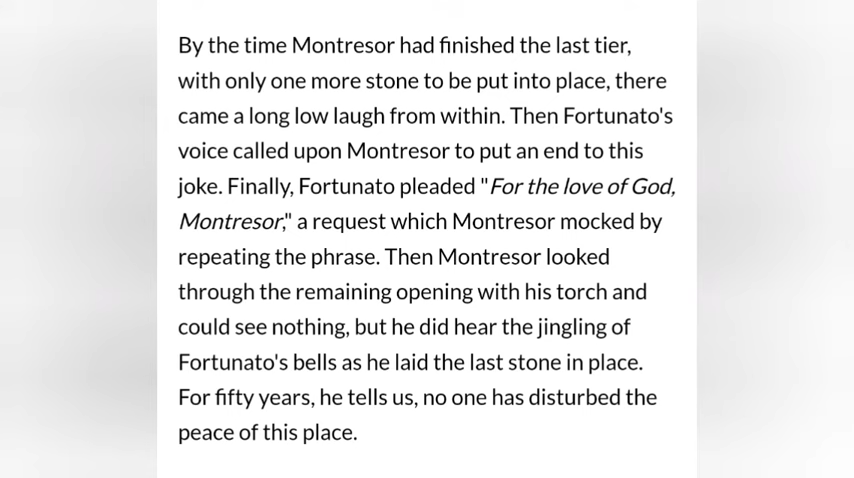 By the time Montresor had finished the last tier,
with only one more stone to be put into place, there
came a long low laugh from within. Then Fortunato's
voice called upon Montresor to put an end to this
joke. Finally, Fortunato pleaded "For the love of God,
Montresor," a request which Montresor mocked by
repeating the phrase. Then Montresor looked
through the remaining opening with his torch and
could see nothing, but he did hear the jingling of
Fortunato's bells as he laid the last stone in place.
For fifty years, he tells us, no one has disturbed the
peace of this place.